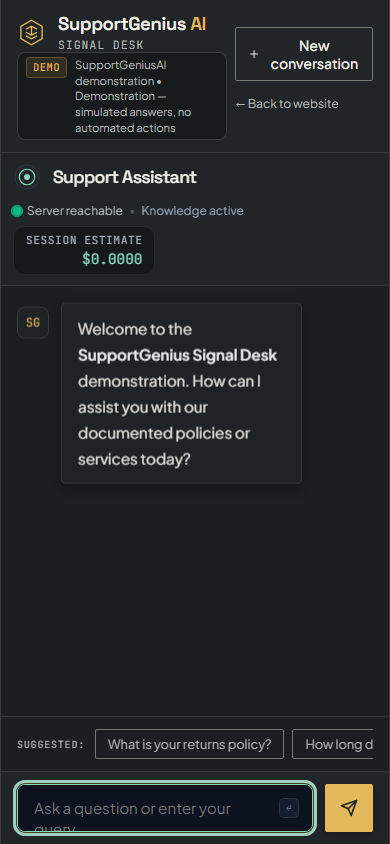 SupportGenius AI
SIGNAL DESK
DEMO
SupportGeniusAI
demonstration •
Demonstration —
simulated answers, no
automated actions
+ New
conversation
← Back to website
Support Assistant
Server reachable • Knowledge active
SESSION ESTIMATE
$0.0000
SG
Welcome to the
SupportGenius Signal Desk
demonstration. How can I
assist you with our
documented policies or
services today?
SUGGESTED:
What is your returns policy?
How long d
Ask a question or enter your
query